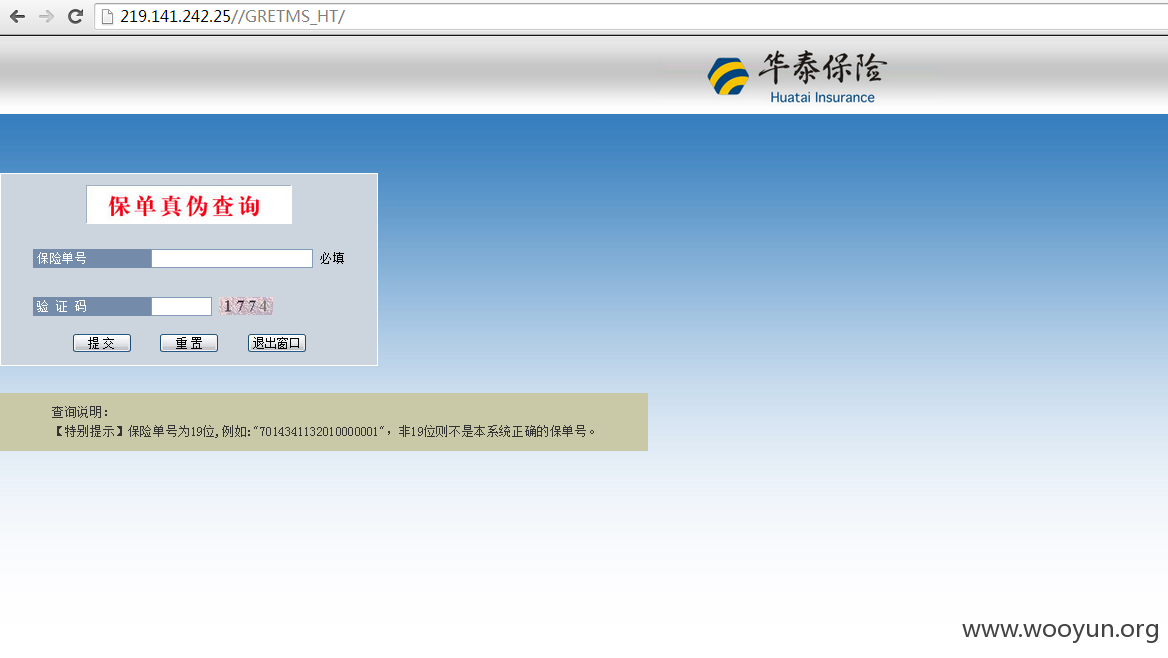 219.141.242.25//GRETMS_HT/
华泰保险
Huatai Insurance
保单真伪查询
保险单号 必填
验 证 码 1774
提 交 重 置 退出窗口
查询说明：
【特别提示】保险单号为19位,例如:"7014341132010000001"，非19位则不是本系统正确的保单号。
www.wooyun.org